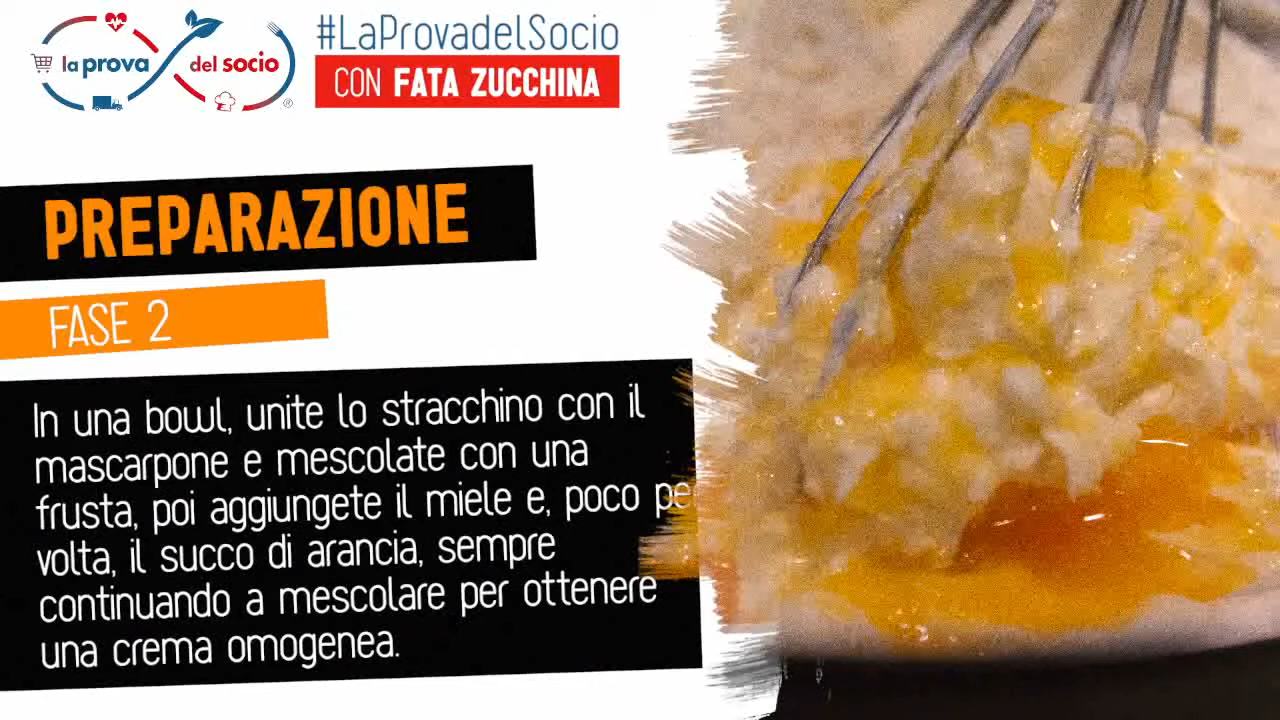 la prova del socio
®
#LaProvadelSocio
CON FATA ZUCCHINA
PREPARAZIONE
FASE 2
In una bowl, unite lo stracchino con il
mascarpone e mescolate con una
frusta, poi aggiungete il miele e, poco pe
volta, il succo di arancia, sempre
continuando a mescolare per ottenere
una crema omogenea.